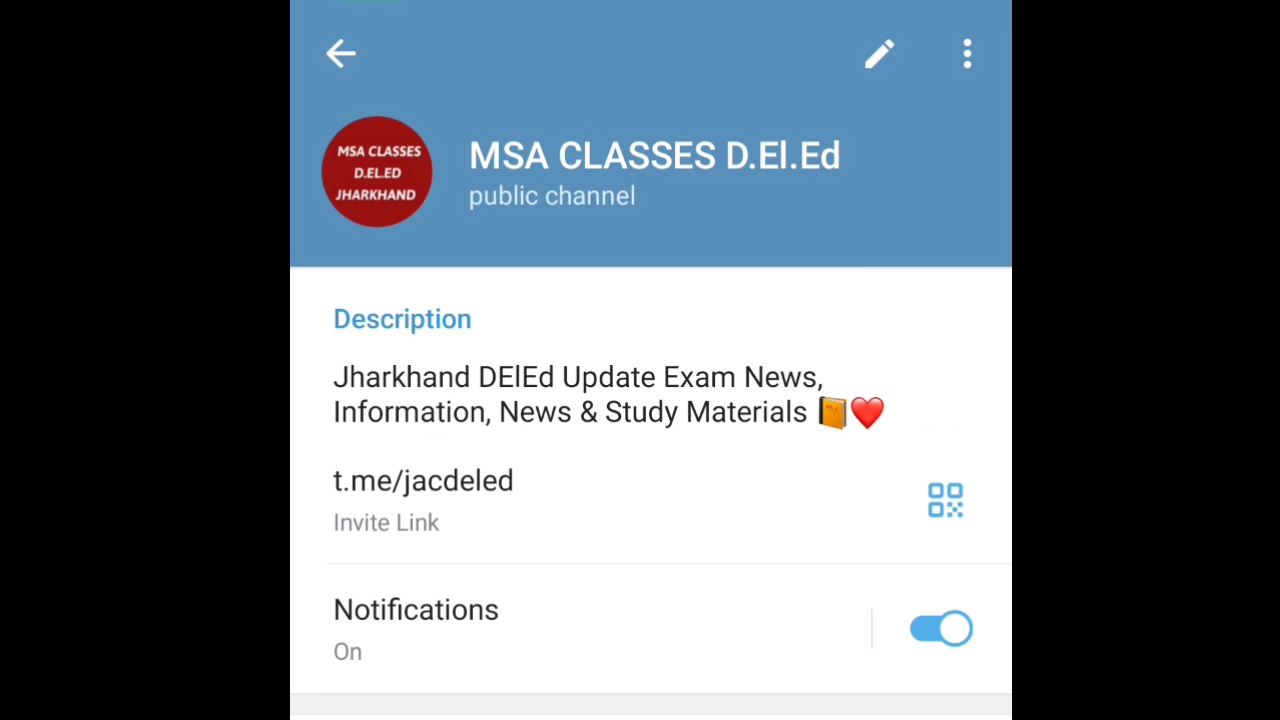 MSA CLASSES
D.EL.ED
JHARKHAND
MSA CLASSES D.El.Ed
public channel
Description
Jharkhand DElEd Update Exam News,
Information, News & Study Materials 📔❤️
t.me/jacdeled
Invite Link
Notifications
On